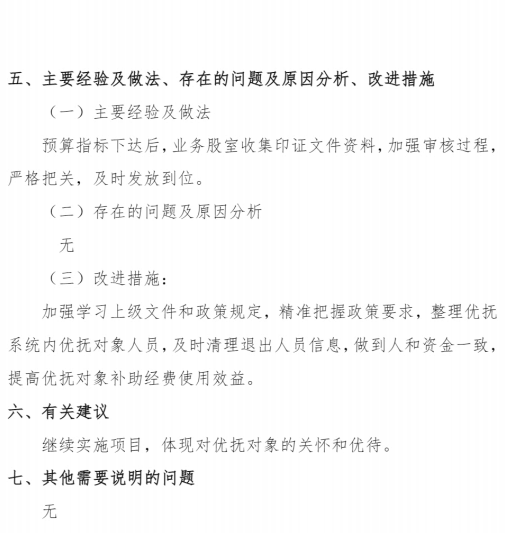 五、主要经验及做法、存在的问题及原因分析、改进措施
（一）主要经验及做法
预算指标下达后，业务股室收集印证文件资料，加强审核过程，
严格把关，及时发放到位。
（二）存在的问题及原因分析
无
（三）改进措施：
加强学习上级文件和政策规定，精准把握政策要求，整理优抚
系统内优抚对象人员，及时清理退出人员信息，做到人和资金一致，
提高优抚对象补助经费使用效益。
六、有关建议
继续实施项目，体现对优抚对象的关怀和优待。
七、其他需要说明的问题
无